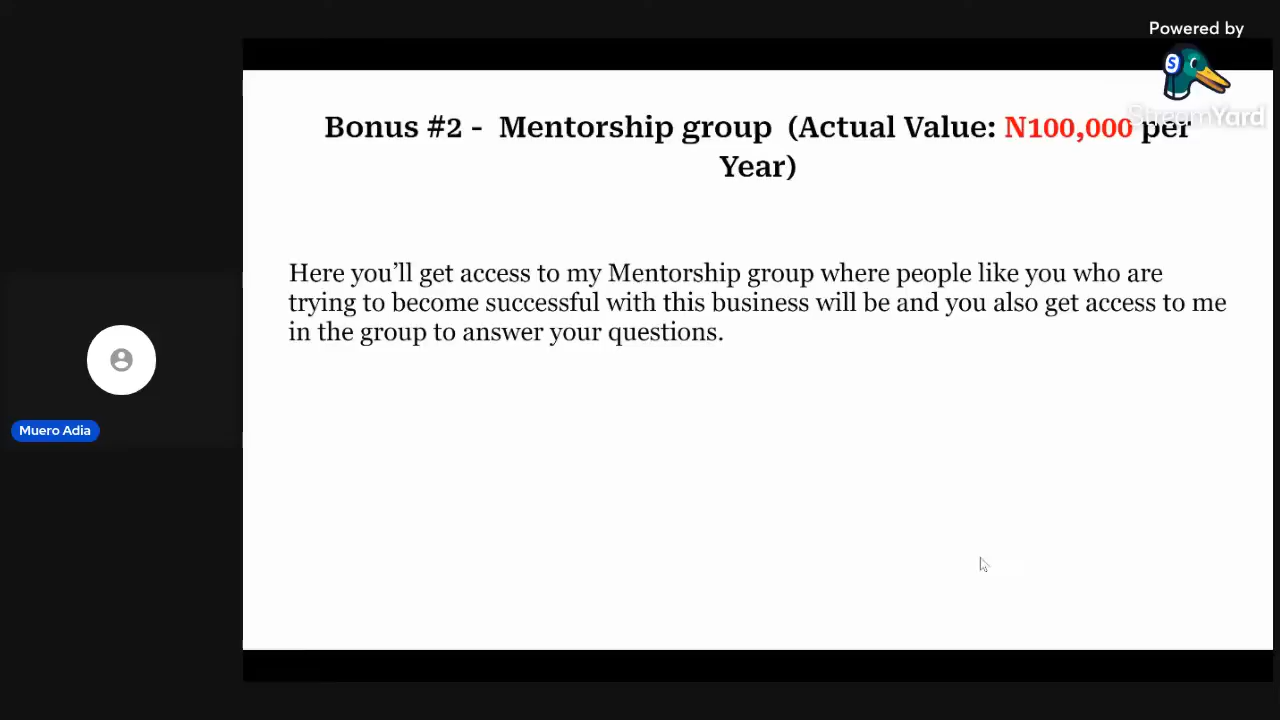 Powered by
StreamYard
Bonus #2 - Mentorship group (Actual Value: N100,000 per
Year)
Here you’ll get access to my Mentorship group where people like you who are
trying to become successful with this business will be and you also get access to me
in the group to answer your questions.
Muero Adia